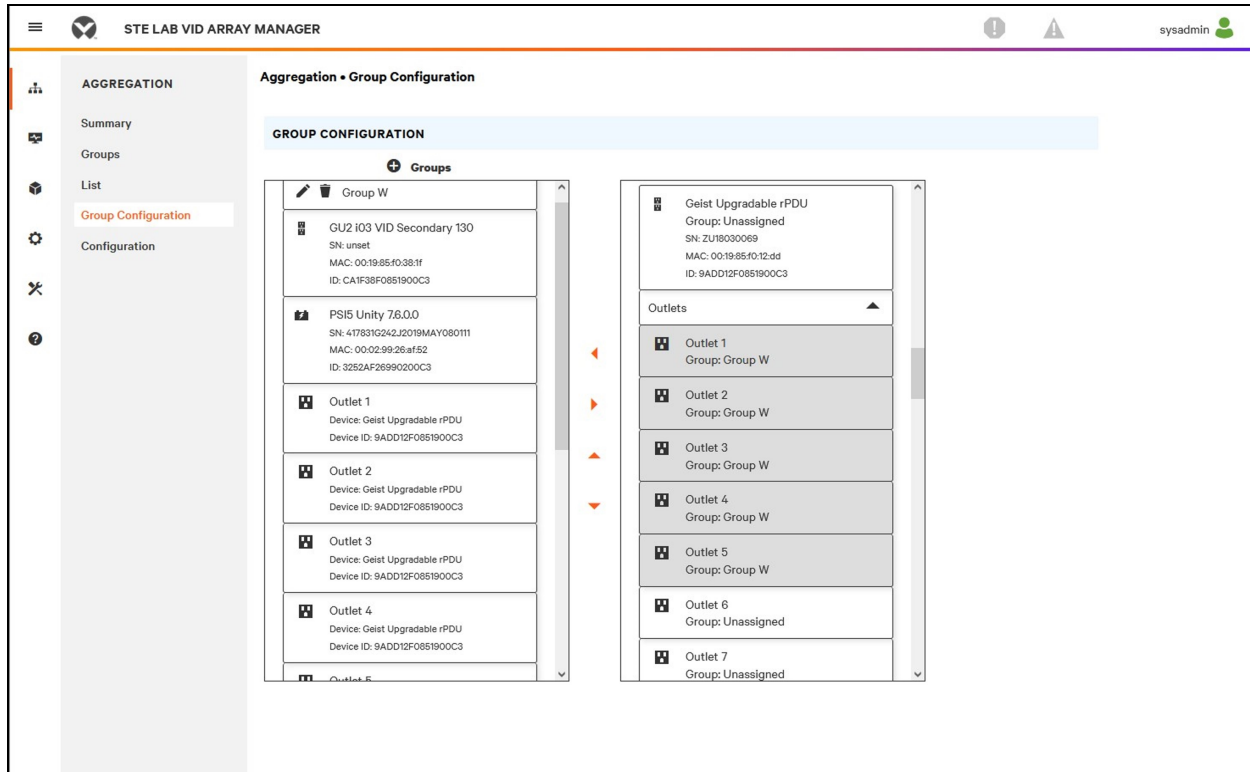 STE LAB VID ARRAY MANAGER
sysadmin
AGGREGATION
Summary
Groups
List
Group Configuration
Configuration
Aggregation • Group Configuration
GROUP CONFIGURATION
Groups
Group W
GU2 i03 VID Secondary 130
SN: unset
MAC: 00:19:85:f0:38:1f
ID: CA1F38F0851900C3
PSI5 Unity 7.6.0.0
SN: 417831G242J2019MAY080111
MAC: 00:02:99:26:af:52
ID: 3252AF26990200C3
Outlet 1
Device: Geist Upgradable rPDU
Device ID: 9ADD12F0851900C3
Outlet 2
Device: Geist Upgradable rPDU
Device ID: 9ADD12F0851900C3
Outlet 3
Device: Geist Upgradable rPDU
Device ID: 9ADD12F0851900C3
Outlet 4
Device: Geist Upgradable rPDU
Device ID: 9ADD12F0851900C3
Outlet 5
Geist Upgradable rPDU
Group: Unassigned
SN: ZU18030069
MAC: 00:19:85:f0:12:dd
ID: 9ADD12F0851900C3
Outlets
Outlet 1
Group: Group W
Outlet 2
Group: Group W
Outlet 3
Group: Group W
Outlet 4
Group: Group W
Outlet 5
Group: Group W
Outlet 6
Group: Unassigned
Outlet 7
Group: Unassigned